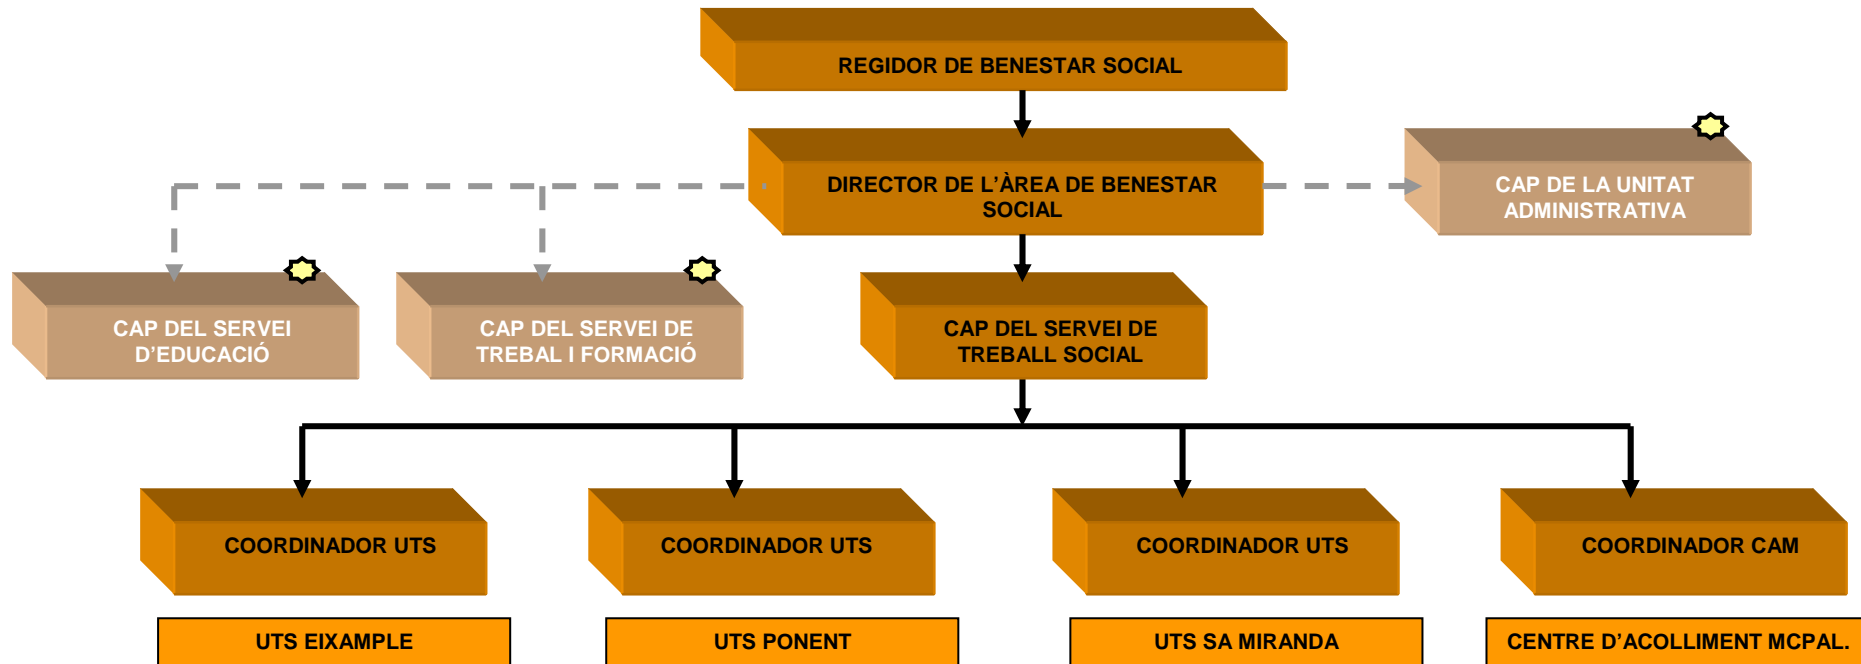 REGIDOR DE BENESTAR SOCIAL
DIRECTOR DE L'ÀREA DE BENESTAR
SOCIAL
CAP DE LA UNITAT
ADMINISTRATIVA
CAP DEL SERVEI
D'EDUCACIÓ
CAP DEL SERVEI DE
TREBAL I FORMACIÓ
CAP DEL SERVEI DE
TREBALL SOCIAL
COORDINADOR UTS
COORDINADOR UTS
COORDINADOR UTS
COORDINADOR CAM
UTS EIXAMPLE
UTS PONENT
UTS SA MIRANDA
CENTRE D'ACOLLIMENT MCPAL.